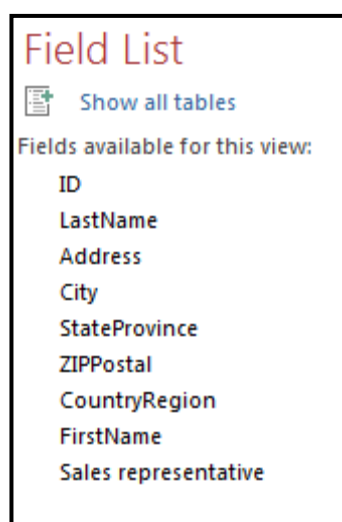 Field List
Show all tables
Fields available for this view:
ID
LastName
Address
City
StateProvince
ZIPPostal
CountryRegion
FirstName
Sales representative